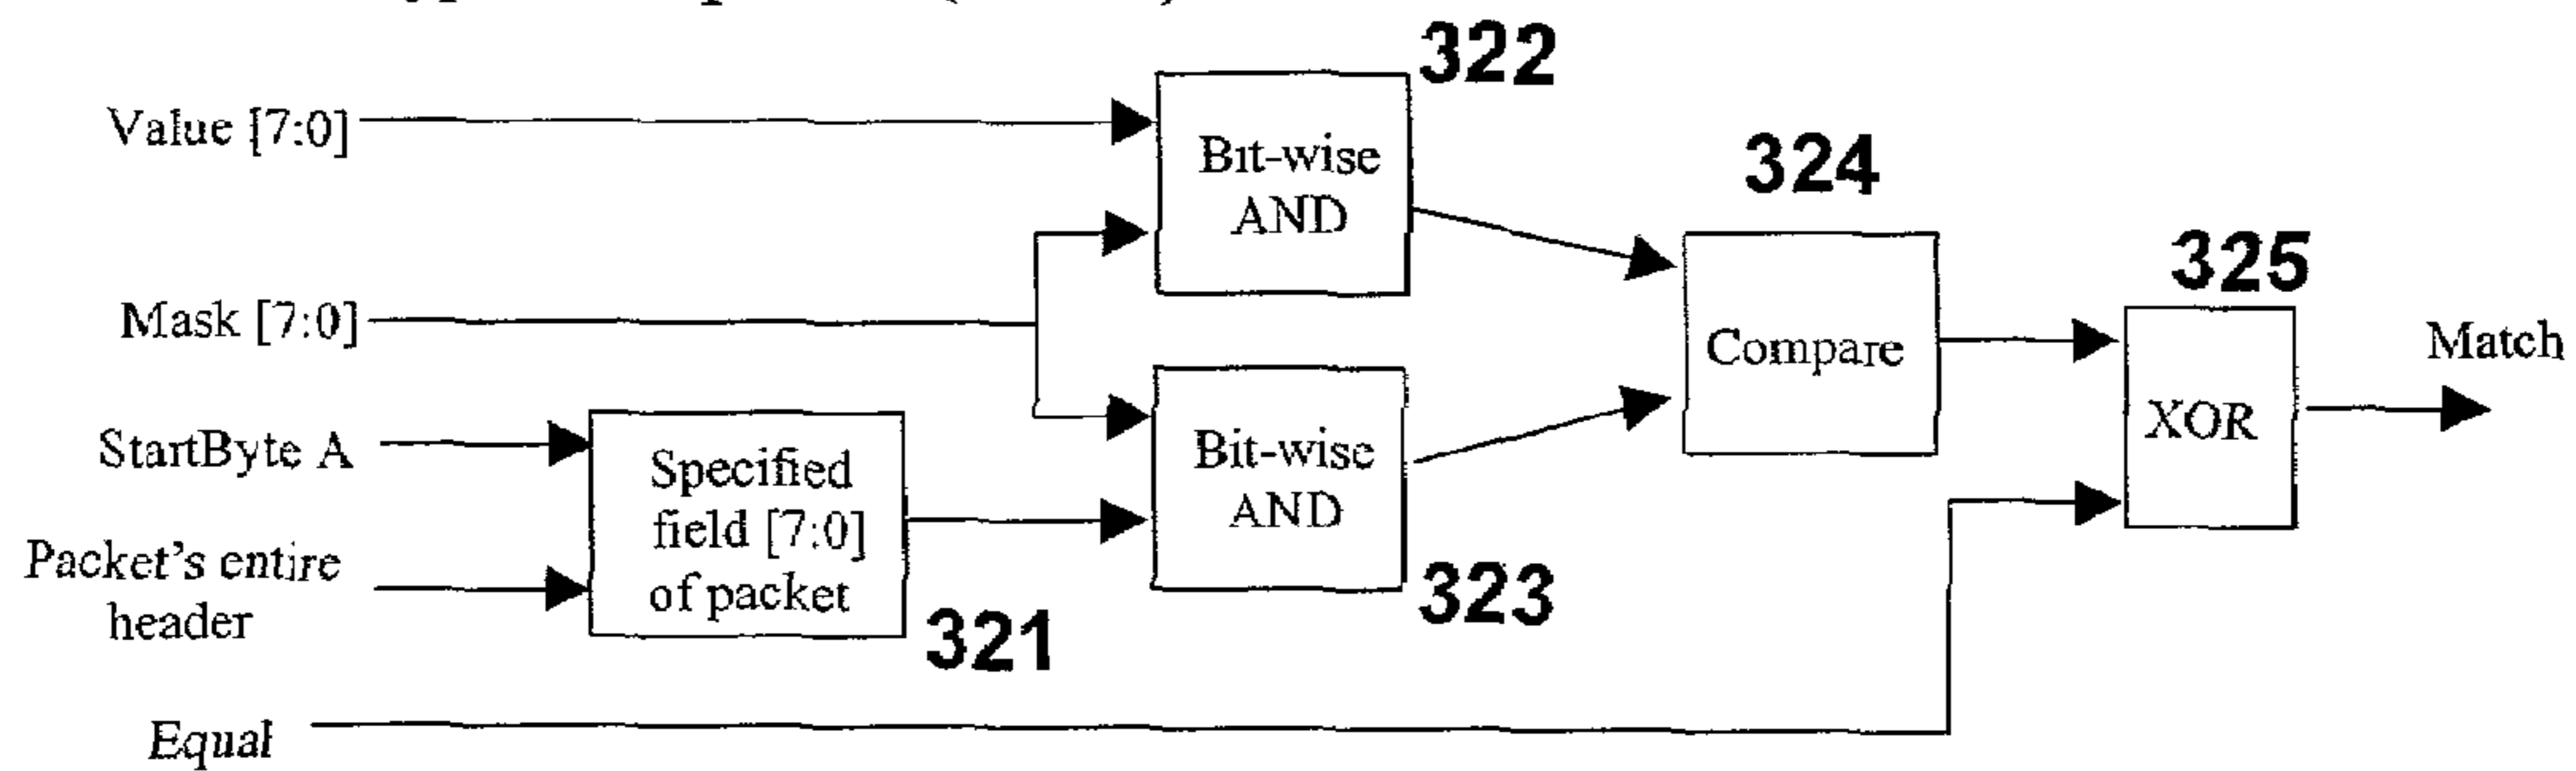 322
Value [7:0]
Bit-wise
AND
324
325
Mask [7:0]
Compare
Match
XOR
StartByte A
Specified
field [7:0]
of packet
Bit-wise
AND
Packet's entire
header
323
321
Equal